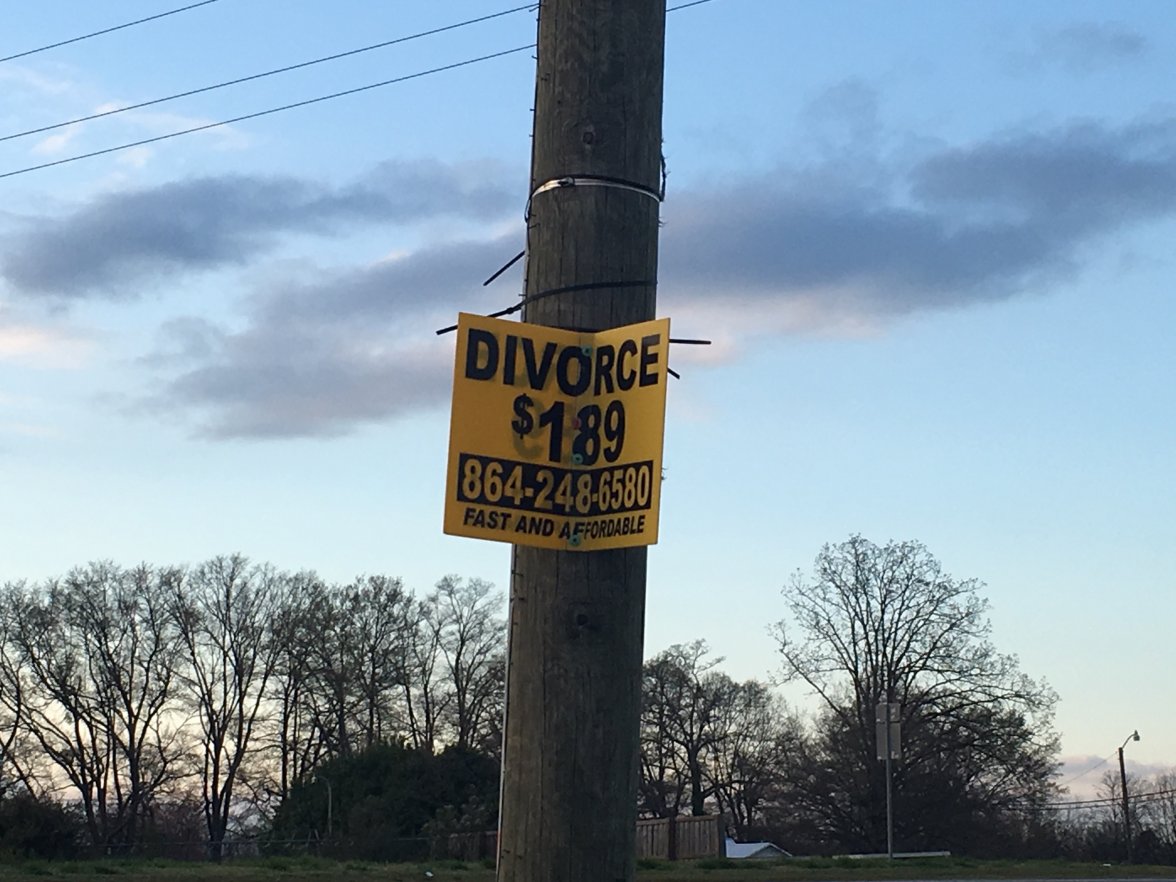 DIVORCE
$189
864-248-6580
FAST AND AFFORDABLE